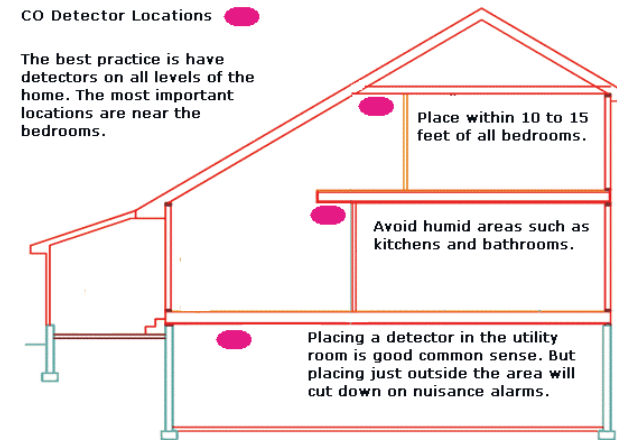 CO Detector Locations
The best practice is have
detectors on all levels of the
home. The most important
locations are near the
bedrooms.
Place within 10 to 15
feet of all bedrooms.
Avoid humid areas such as
kitchens and bathrooms.
Placing a detector in the utility
room is good common sense. But
placing just outside the area will
cut down on nuisance alarms.